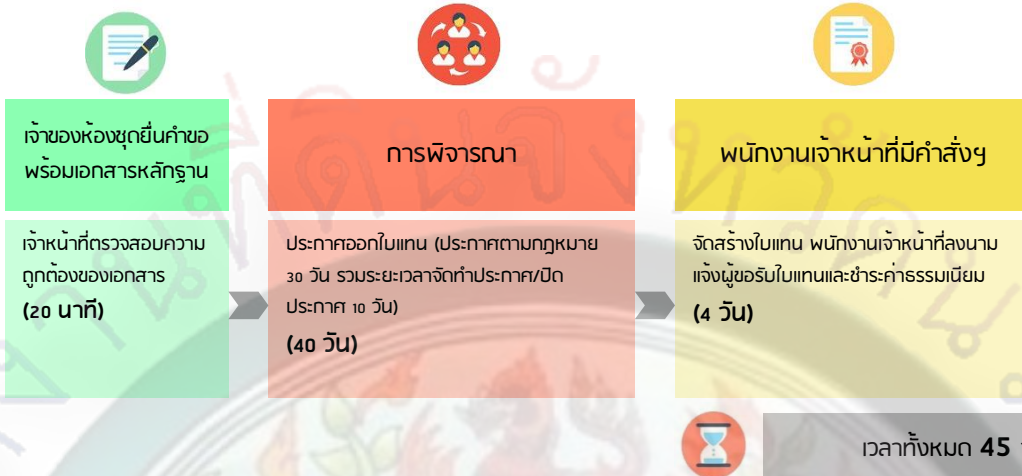 เจ้าของห้องชุดยื่นคำขอ
พร้อมเอกสารหลักฐาน
เจ้าหน้าที่ตรวจสอบความ
ถูกต้องของเอกสาร
(20 นาที)
การพิจารณา
ประกาศออกใบแทน (ประกาศตามกฎหมาย
30 วัน รวมระยะเวลาจัดทำประกาศ/ปิด
ประกาศ 10 วัน)
(40 วัน)
พนักงานเจ้าหน้าที่มีคำสั่งฯ
จัดสร้างใบแทน พนักงานเจ้าหน้าที่ลงนาม
แจ้งผู้ขอรับใบแทนและชำระค่าธรรมเนียม
(4 วัน)
เวลาทั้งหมด 45